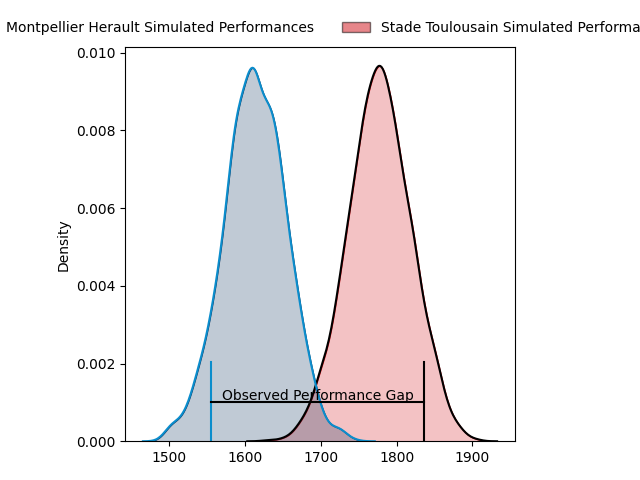 Montpellier Herault Simulated Performances
Stade Toulousain Simulated Performa
0.010
0.008
0.006
0.004
0.002
0.000
Density
Observed Performance Gap
1500
1600
1700
1800
1900